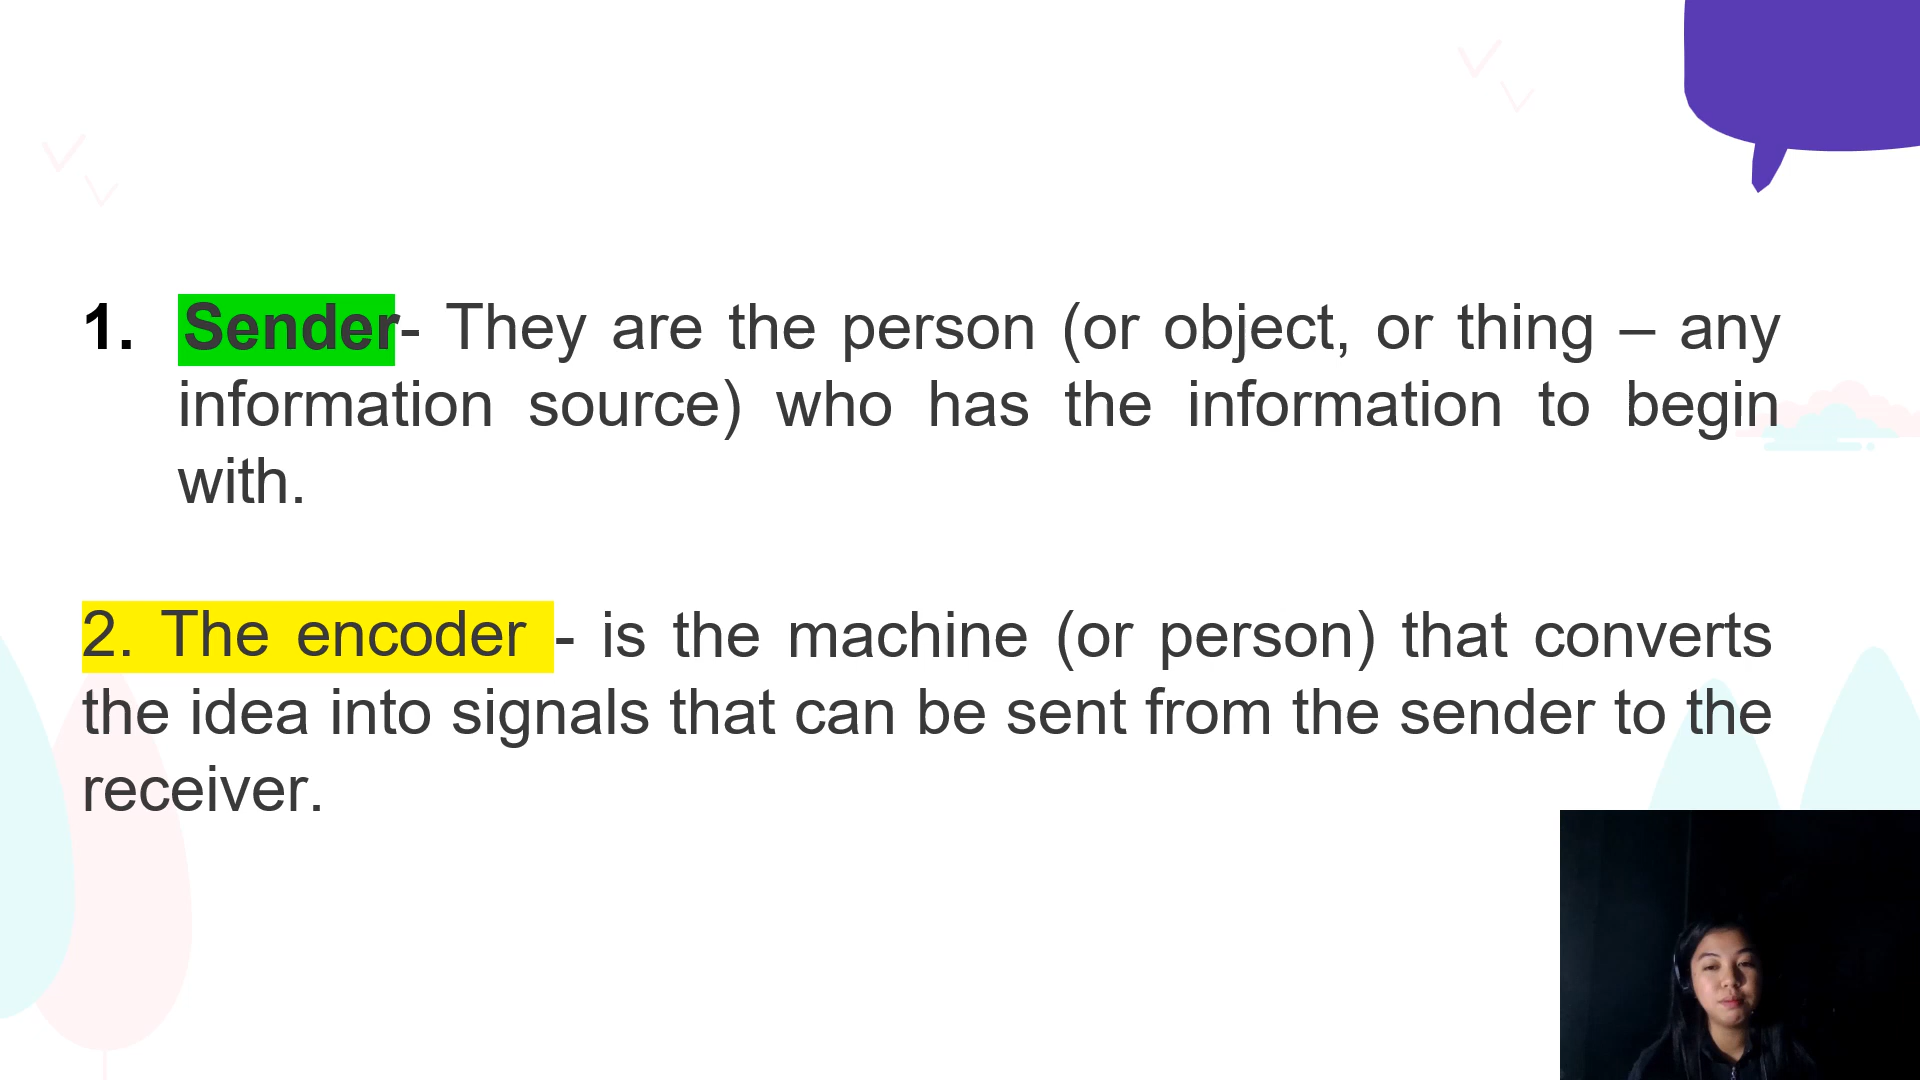 1. Sender- They are the person (or object, or thing – any
information source) who has the information to begin
with.
2. The encoder - is the machine (or person) that converts
the idea into signals that can be sent from the sender to the
receiver.